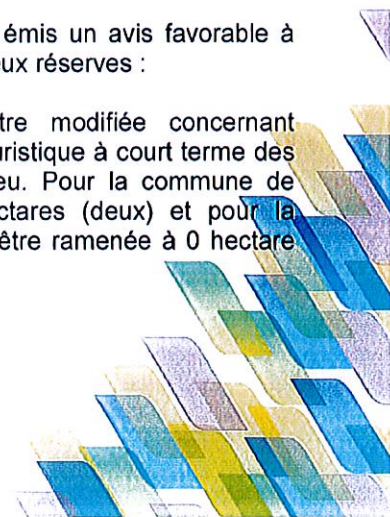 émis un avis favorable à
eux réserves :
tre modifiée concernant
uristique à court terme des
eu. Pour la commune de
ctares (deux) et pour la
être ramenée à 0 hectare